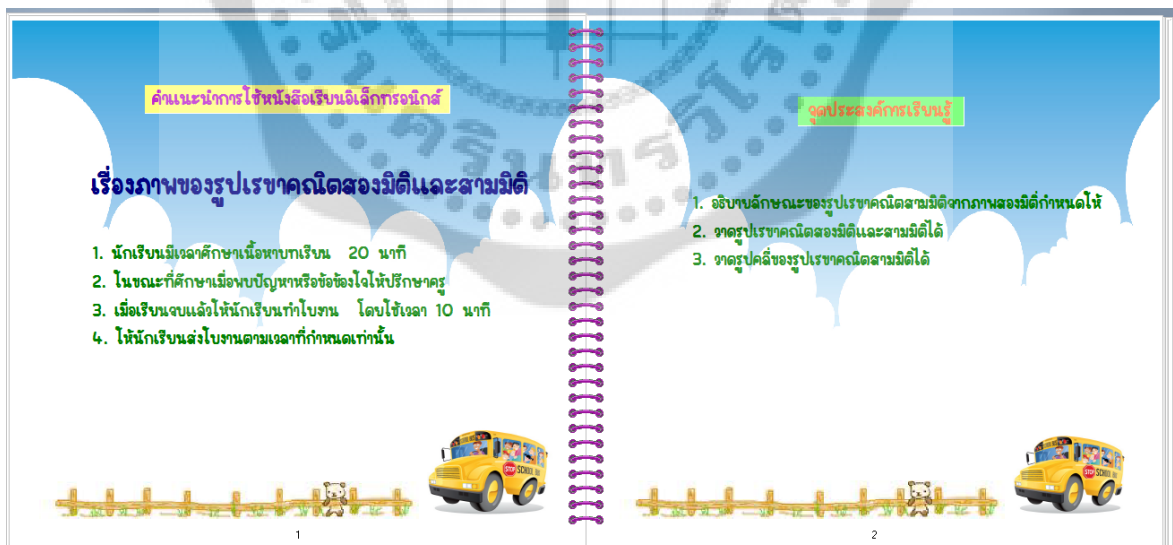 คำแนะนำการใช้หนังสือเรียนอิเล็กทรอนิกส์
เรื่องภาพของรูปเรขาคณิตสองมิติและสามมิติ
1. นักเรียนมีเวลาศึกษาเนื้อหาบทเรียน 20 นาที
2. ในขณะที่ศึกษาเมื่อพบปัญหาหรือข้อข้องใจให้ปรึกษาครู
3. เมื่อเรียนจบแล้วให้นักเรียนทำใบงาน โดยใช้เวลา 10 นาที
4. ให้นักเรียนส่งใบงานตามเวลาที่กำหนดเท่านั้น
STOP SCHOOL BUS
1
จุดประสงค์การเรียนรู้
1. อธิบายลักษณะของรูปเรขาคณิตสามมิติจากภาพสองมิติกำหนดให้
2. วาดรูปเรขาคณิตสองมิติและสามมิติได้
3. วาดรูปคลี่ของรูปเรขาคณิตสามมิติได้
STOP SCHOOL BUS
2